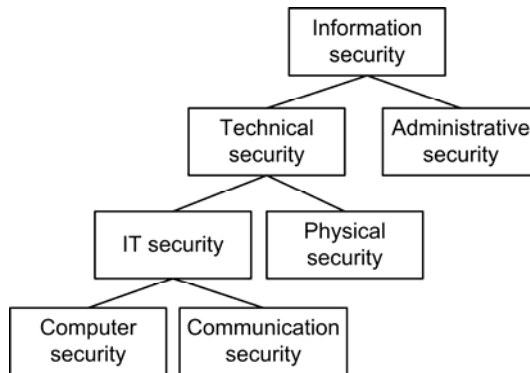 Information
security
Technical
security
Administrative
security
IT security
Physical
security
Computer
security
Communication
security